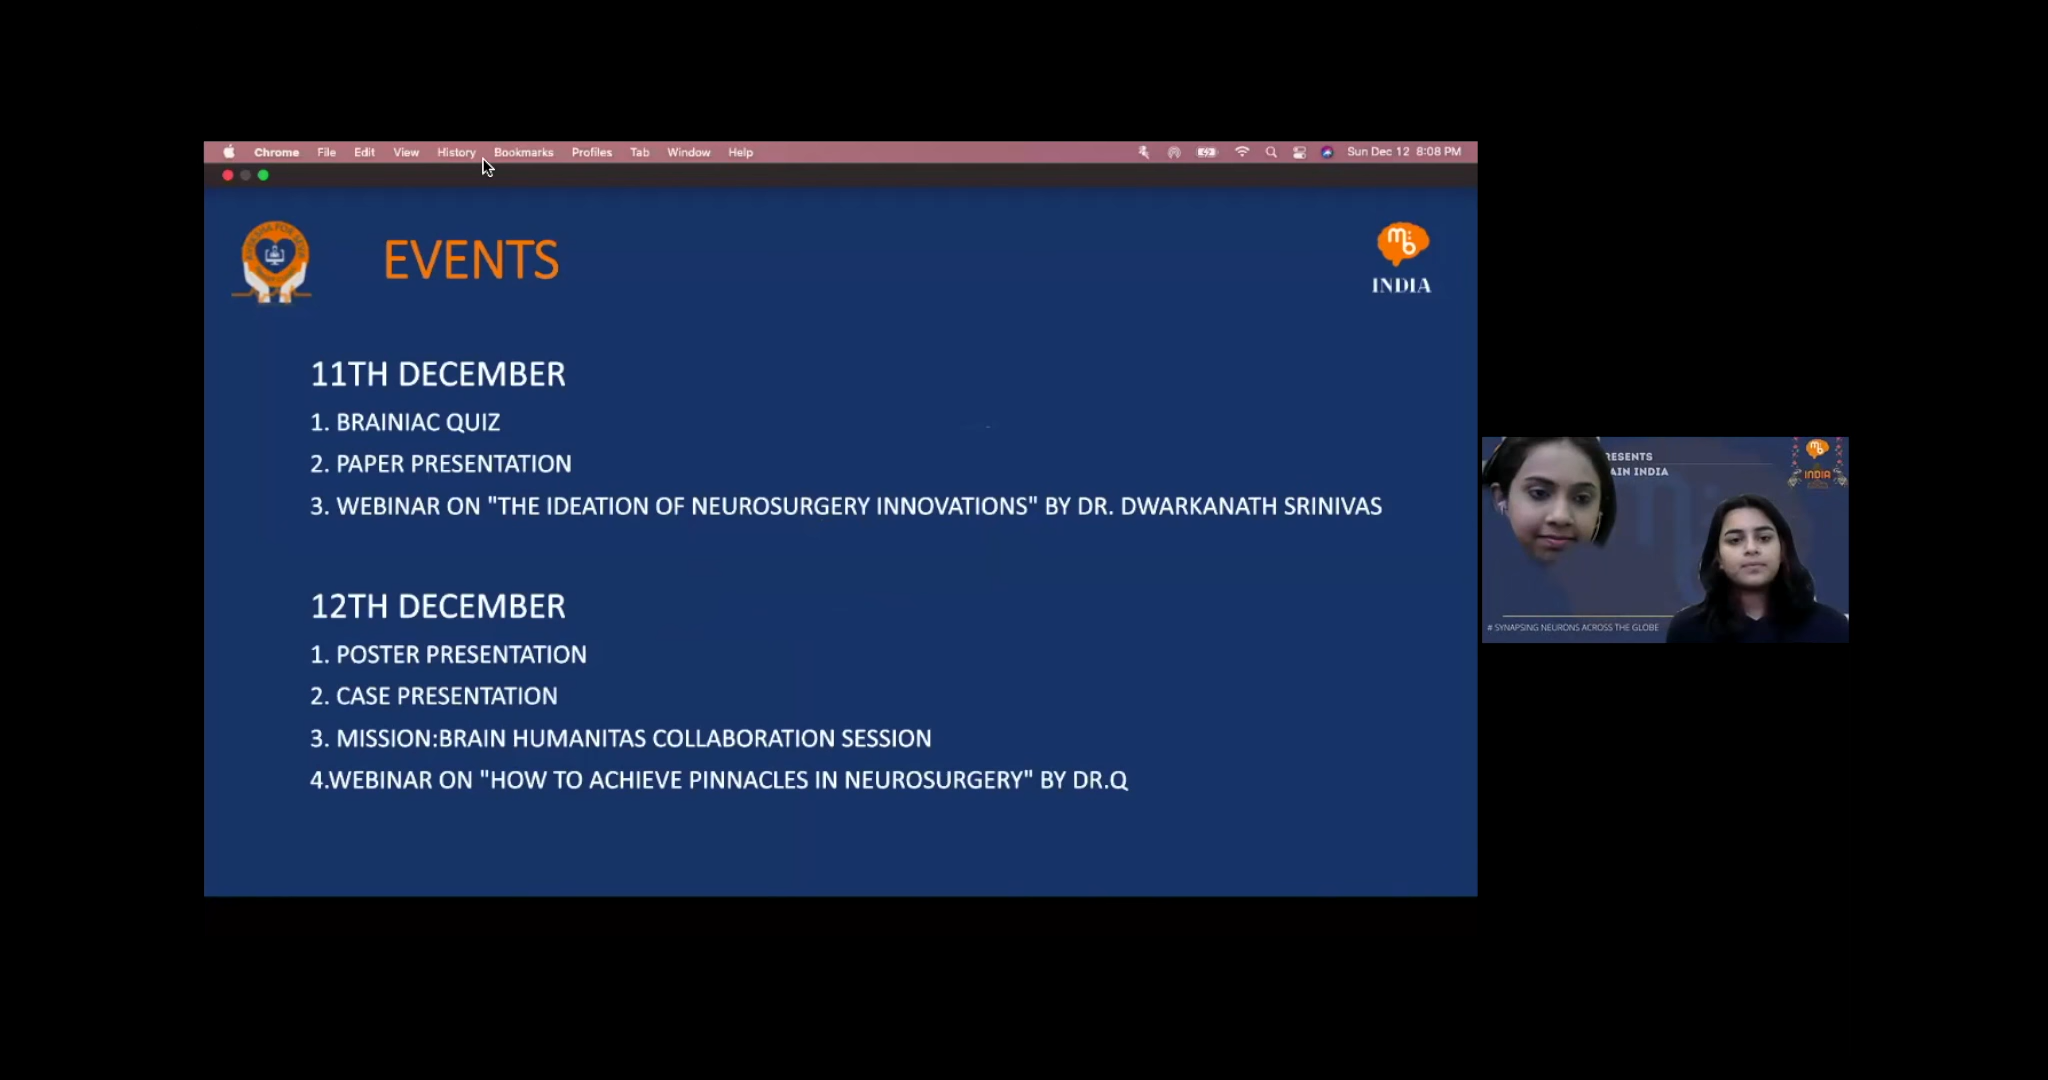 Chrome File Edit View History Bookmarks Profiles Tab Window Help Sun Dec 12 8:08 PM
EVENTS
INDIA
11TH DECEMBER
1. BRAINIAC QUIZ
2. PAPER PRESENTATION
3. WEBINAR ON "THE IDEATION OF NEUROSURGERY INNOVATIONS" BY DR. DWARKANATH SRINIVAS
12TH DECEMBER
1. POSTER PRESENTATION
2. CASE PRESENTATION
3. MISSION:BRAIN HUMANITAS COLLABORATION SESSION
4.WEBINAR ON "HOW TO ACHIEVE PINNACLES IN NEUROSURGERY" BY DR.Q
RESENTS
AIN INDIA
INDIA
# SYNAPSING NEURONS ACROSS THE GLOBE